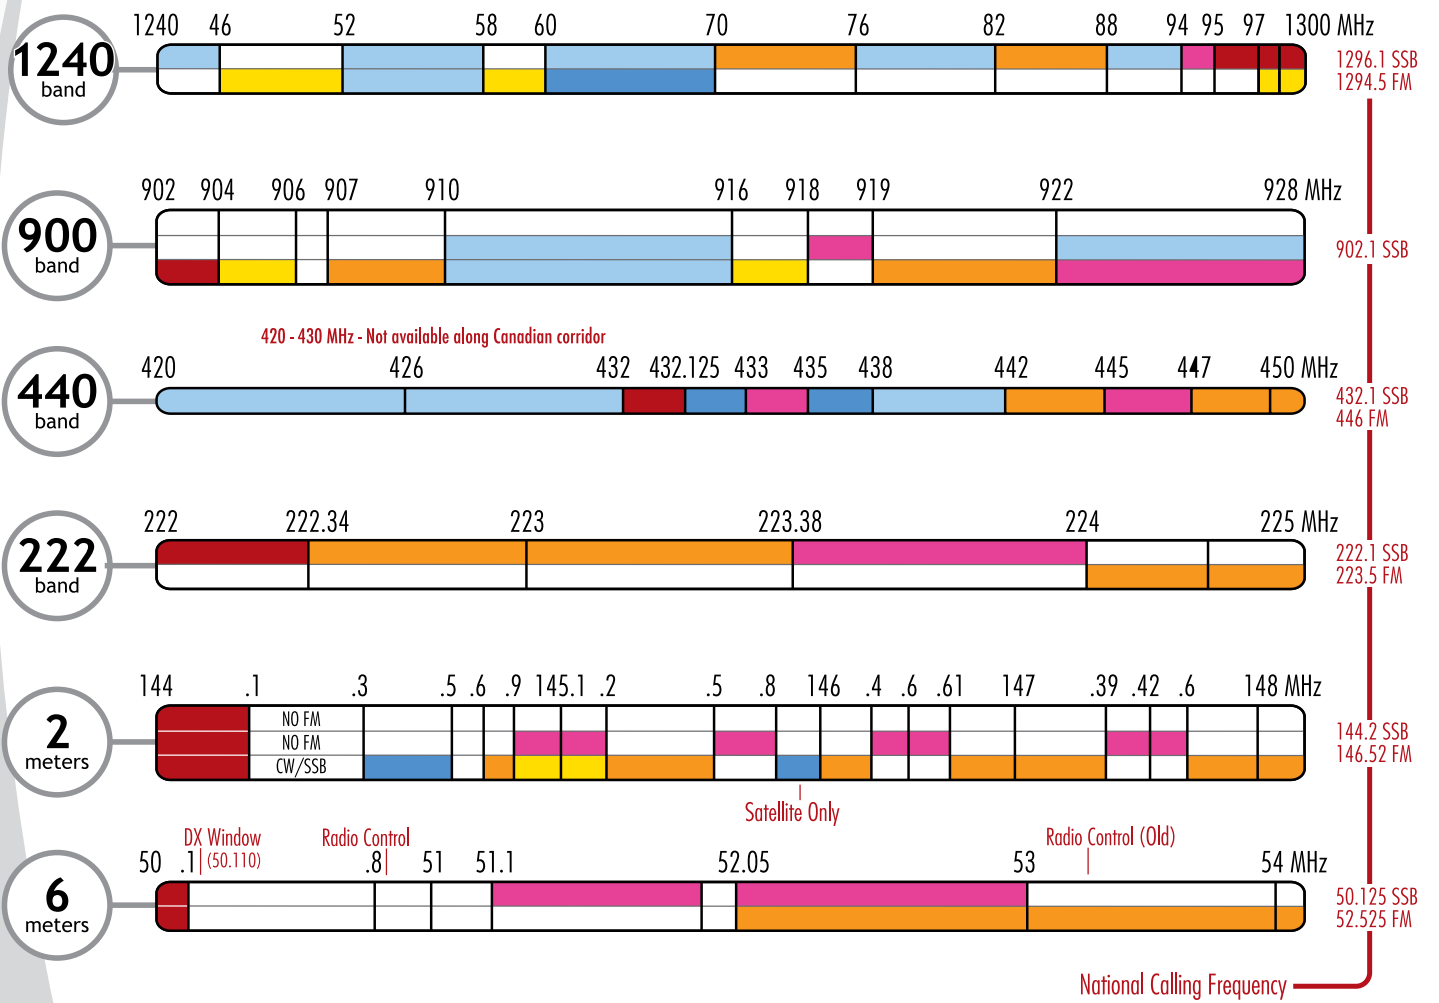 1240 46 52 58 60 70 76 82 88 94 95 97 1300 MHz
1240
band
1296.1 SSB
1294.5 FM
902 904 906 907 910 916 918 919 922 928 MHz
900
band
902.1 SSB
420 - 430 MHz - Not available along Canadian corridor
420 426 432 432.125 433 435 438 442 445 447 450 MHz
440
band
432.1 SSB
446 FM
222 222.34 223 223.38 224 225 MHz
222
band
222.1 SSB
223.5 FM
144 .1 .3 .5 .6 .9 145.1 .2 .5 .8 146 .4 .6 .61 147 .39 .42 .6 148 MHz
2
meters
NO FM
NO FM
CW/SSB
144.2 SSB
146.52 FM
Satellite Only
DX Window
(50.110)
Radio Control
Radio Control (Old)
50 .1 .8 51 51.1 52.05 53 54 MHz
6
meters
50.125 SSB
52.525 FM
National Calling Frequency